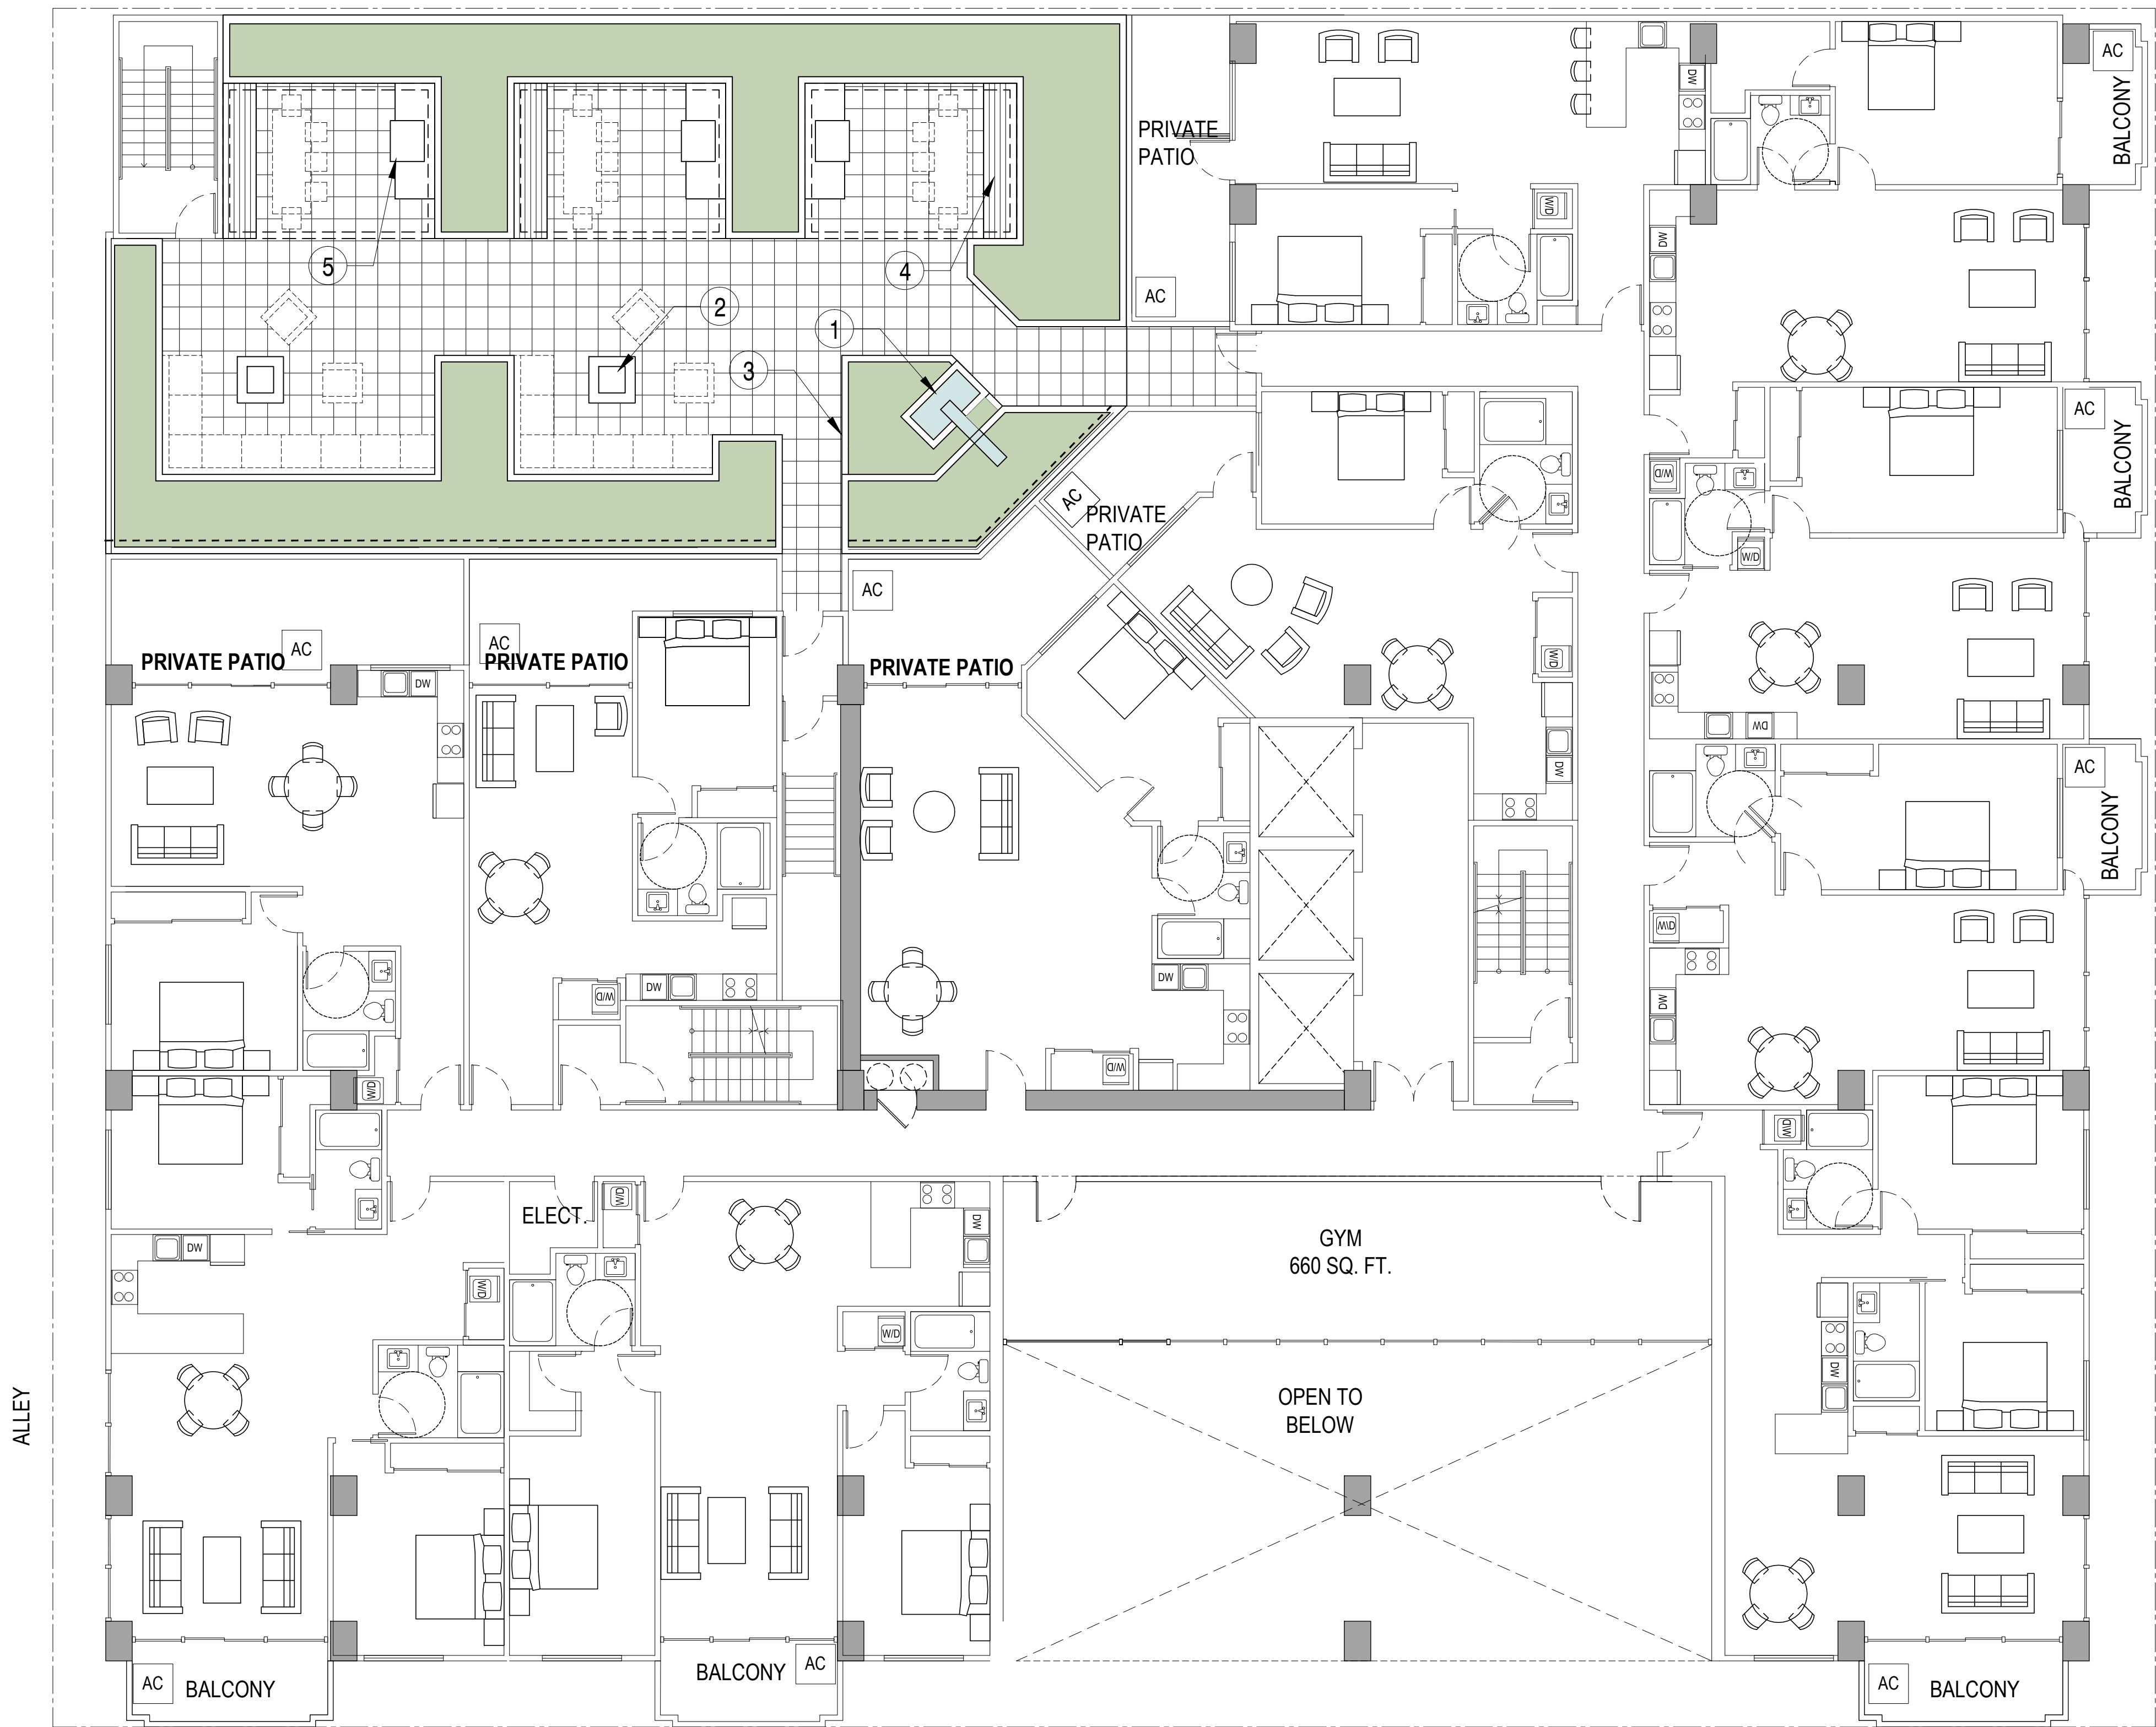 AC
BALCONY
DW
PRIVATE
PATIO
W/D
DW
5
4
AC
2
1
3
AC
BALCONY
W/D
AC
PRIVATE
PATIO
W/D
AC
AC
AC
PRIVATE PATIO
PRIVATE PATIO
PRIVATE PATIO
W/D
DW
DW
DW
AC
BALCONY
W/D
DW
W/D
DW
DW
W/D
W/D
W/D
W/D
ELECT.
W/D
DW
GYM
660 SQ. FT.
DW
W/D
W/D
DW
OPEN TO
BELOW
ALLEY
AC
BALCONY
BALCONY
AC
AC
BALCONY